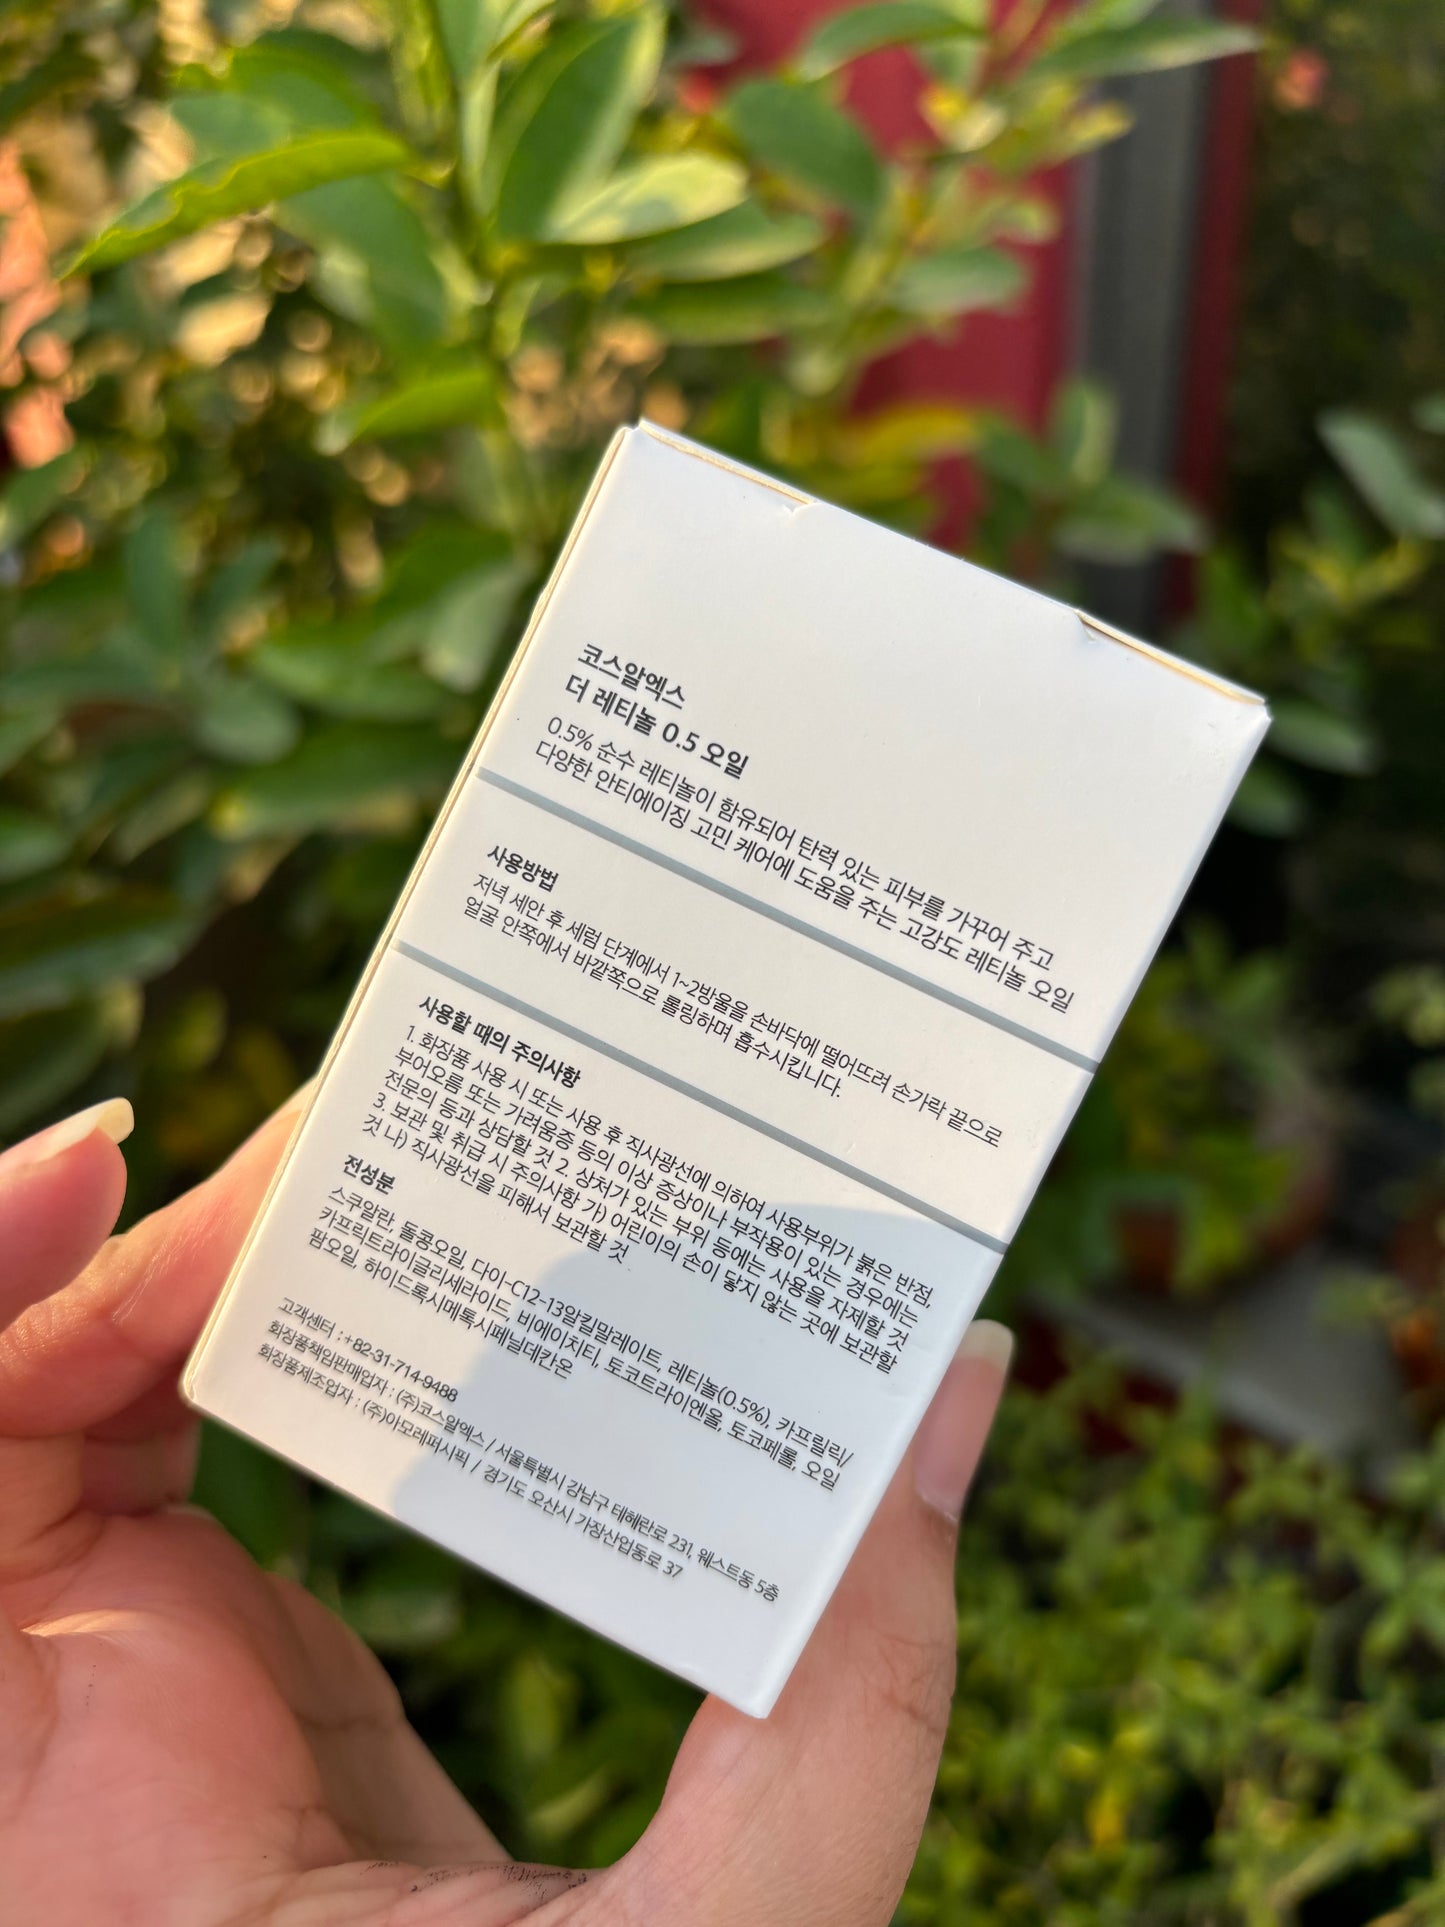 코스알엑스
더 레티놀 0.5 오일
0.5% 순수 레티놀이 함유되어 탄력 있는 피부를 가꾸어 주고
다양한 안티에이징 고민 케어에 도움을 주는 고강도 레티놀 오일
사용방법
저녁 세안 후 세럼 단계에서 1~2방울을 손바닥에 떨어뜨려 손가락 끝으로
얼굴 안쪽에서 바깥쪽으로 롤링하며 흡수시킵니다.
사용할 때의 주의사항
1. 화장품 사용 시 또는 사용 후 직사광선에 의하여 사용부위가 붉은 반점,
부어오름 또는 가려움증 등의 이상 증상이나 부작용이 있는 경우에는
전문의 등과 상담할 것 2. 상처가 있는 부위 등에는 사용을 자제할 것
3. 보관 및 취급 시 주의사항 가) 어린이의 손이 닿지 않는 곳에 보관할
것 나) 직사광선을 피해서 보관할 것
전성분
스쿠알란, 돌콩오일, 다이-C12-13알킬말레이트, 레티놀(0.5%), 카프릴릭/
카프릭트라이글리세라이드, 비에이치티, 토코트라이엔올, 토코페롤, 오일
팜오일, 하이드록시메톡시페닐데칸온
고객센터 : +82-31-714-9488
화장품책임판매업자 : (주)코스알엑스 / 서울특별시 강남구 테헤란로 231, 웨스트동 5층
화장품제조업자 : (주)아모레퍼시픽 / 경기도 오산시 가장산업동로 37